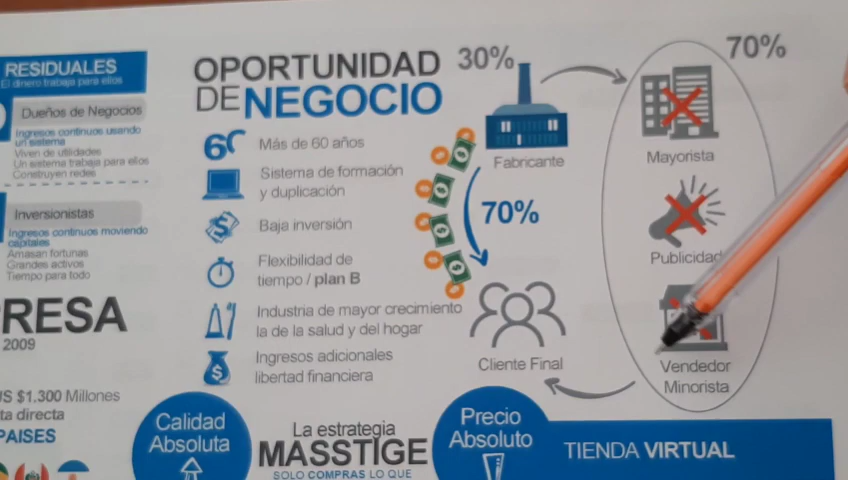 RESIDUALES
El dinero trabaja para ellos
Dueños de Negocios
Ingresos continuos usando
un sistema
Viven de utilidades
Un sistema trabaja para ellos
Construyen redes
Inversionistas
Ingresos continuos moviendo
capitales
Amasan fortunas
Grandes activos
Tiempo para todo
RESA
2009
US $1.300 Millones
ta directa
PAISES
OPORTUNIDAD
DE NEGOCIO
60
Más de 60 años
Sistema de formación
y duplicación
Baja inversión
Flexibilidad de
tiempo / plan B
Industria de mayor crecimiento
la de la salud y del hogar
Ingresos adicionales
libertad financiera
30%
Fabricante
70%
Cliente Final
70%
Mayorista
Publicidad
Vendedor
Minorista
Calidad
Absoluta
La estrategia
MASSTIGE
SOLO COMPRAS LO QUE
Precio
Absoluto
TIENDA VIRTUAL